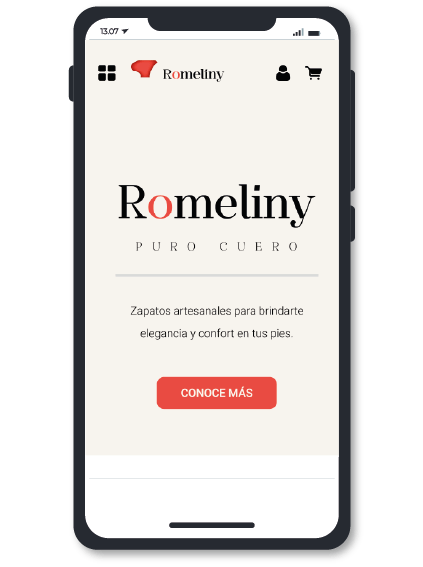 13.07
Romeliny
Romeliny
PURO CUERO
Zapatos artesanales para brindarte
elegancia y confort en tus pies.
CONOCE MÁS